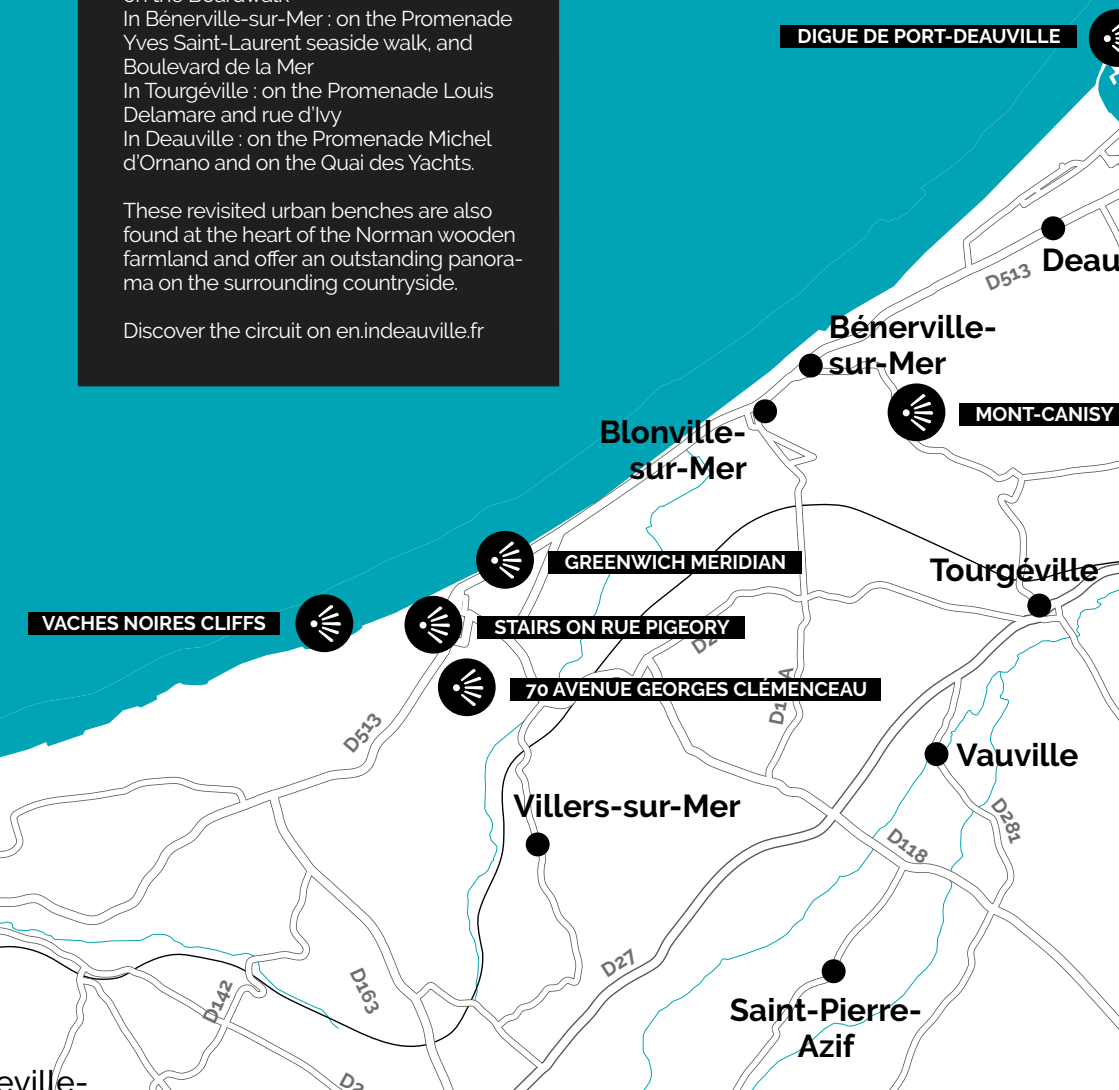 on the Boardwalk
In Bénerville-sur-Mer : on the Promenade
Yves Saint-Laurent seaside walk, and
Boulevard de la Mer
In Tourgéville : on the Promenade Louis
Delamare and rue d'Ivy
In Deauville : on the Promenade Michel
d'Ornano and on the Quai des Yachts.
These revisited urban benches are also
found at the heart of the Norman wooden
farmland and offer an outstanding panora-
ma on the surrounding countryside.
Discover the circuit on en.indeauville.fr
DIGUE DE PORT-DEAUVILLE
Deau
D513
Bénerville-
sur-Mer
MONT-CANISY
Blonville-
sur-Mer
GREENWICH MERIDIAN
Tourgéville
VACHES NOIRES CLIFFS
STAIRS ON RUE PIGEORY
70 AVENUE GEORGES CLÉMENCEAU
D513
Vauville
Villers-sur-Mer
D281
D118
D27
D163
D142
Saint-Pierre-
Azif
eville-